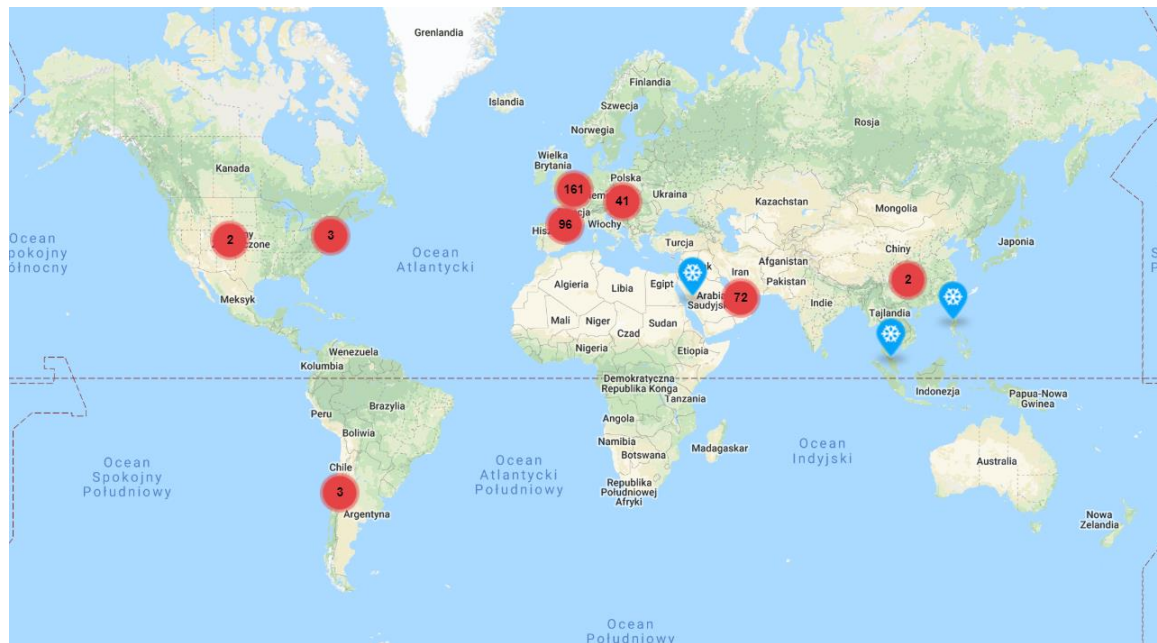 Grenlandia
Islandia
Finlandia
Szwecja
Norwegia
Rosja
Kanada
Wielka
Brytania
161
Polska
41
Ukraina
Kazachstan
Mongolia
96
Włochy
Turcja
2
3
Ocean
Atlantycki
Chiny
Japonia
Iran
Afganistan
Pakistan
2
Meksyk
Algieria
Libia
Egipt
72
Indie
Tajlandia
Mali
Niger
Czad
Sudan
Nigeria
Etiopia
Wenezuela
Kolumbia
Demokratyczna
Republika Konga
Tanzania
Indonezja
Papua-Nowa
Gwinea
Peru
Brazylia
Angola
Boliwia
Namibia
Botswana
Madagaskar
Ocean
Indyjski
Ocean
Spokojny
Południowy
Chile
3
Argentyna
Ocean
Atlantycki
Południowy
Republika
Południowej
Afryki
Australia
Nowa
Zelandia
Ocean
Południowy